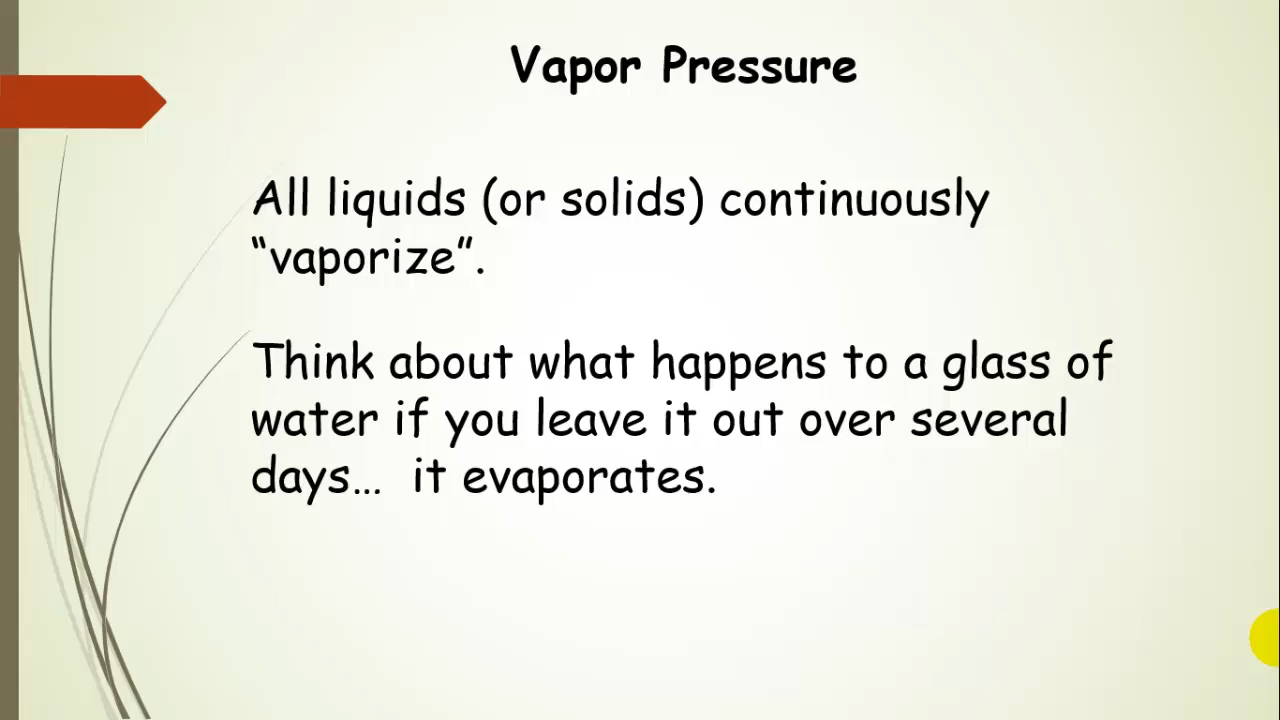 Vapor Pressure
All liquids (or solids) continuously
“vaporize”.
Think about what happens to a glass of
water if you leave it out over several
days… it evaporates.